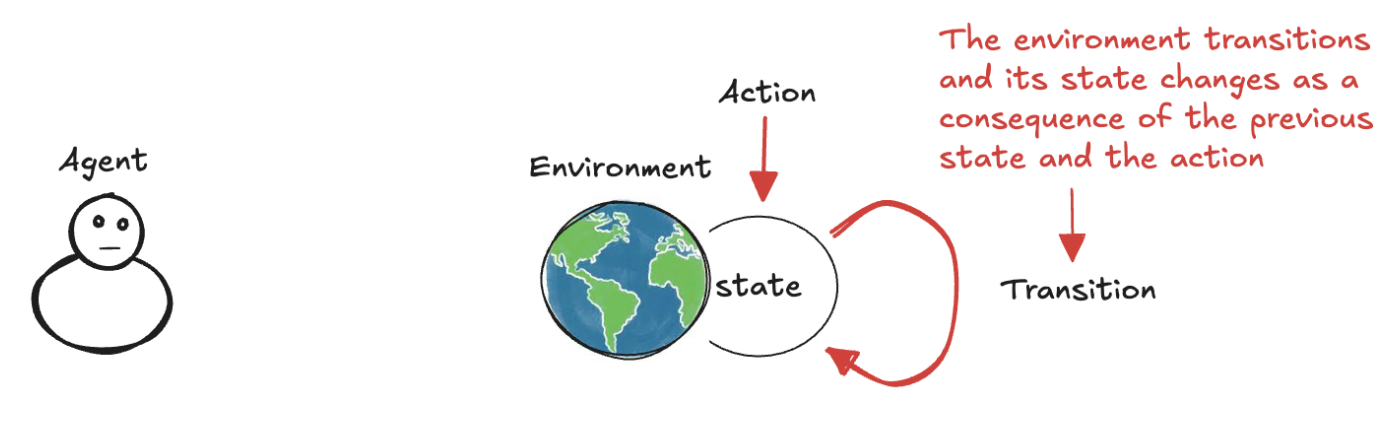 Agent
Environment
Action
state
The environment transitions
and its state changes as a
consequence of the previous
state and the action
Transition